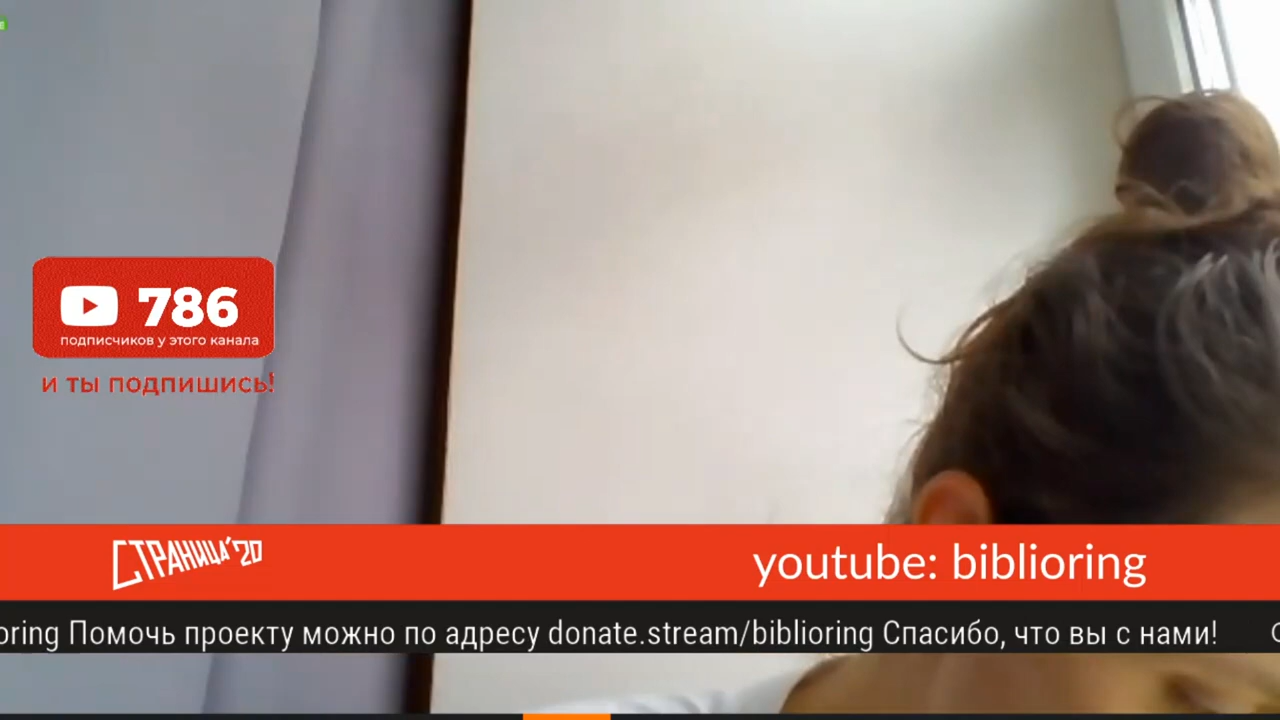 786
подписчиков у этого канала
и ты подпишись!
СТРАНИЦА'20
youtube: biblioring
oring Помочь проекту можно по адресу donate.stream/biblioring Спасибо, что вы с нами!